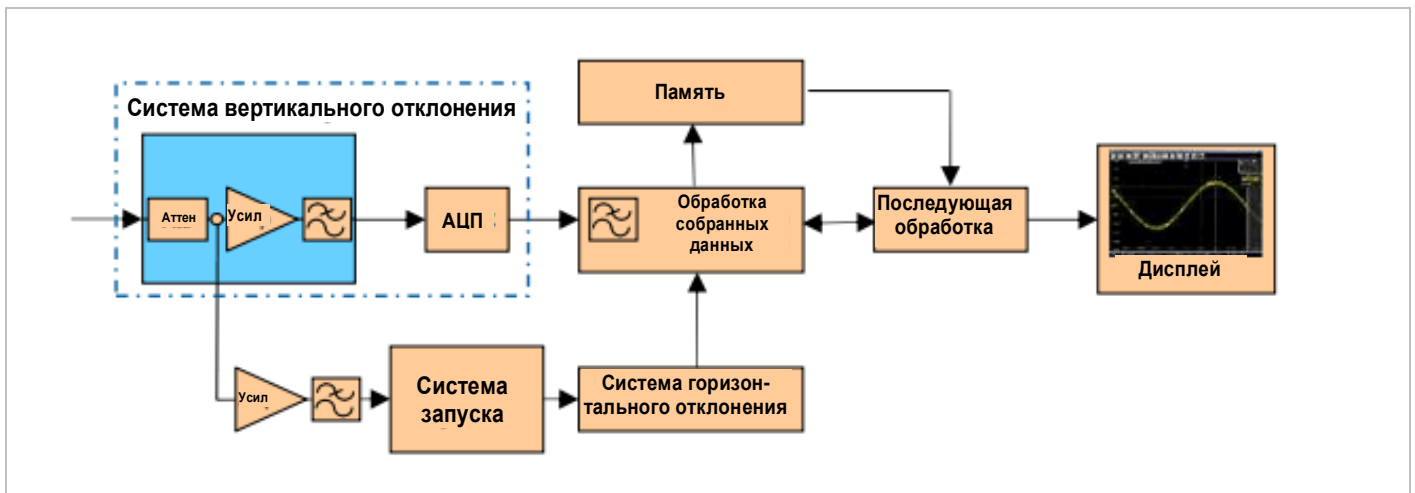 Система вертикального отклонения
Память
Аттен
Усил
АЦП
Обработка
собранных
данных
Последующая
обработка
Дисплей
Усил
Система
запуска
Система горизон-
тального отклонения